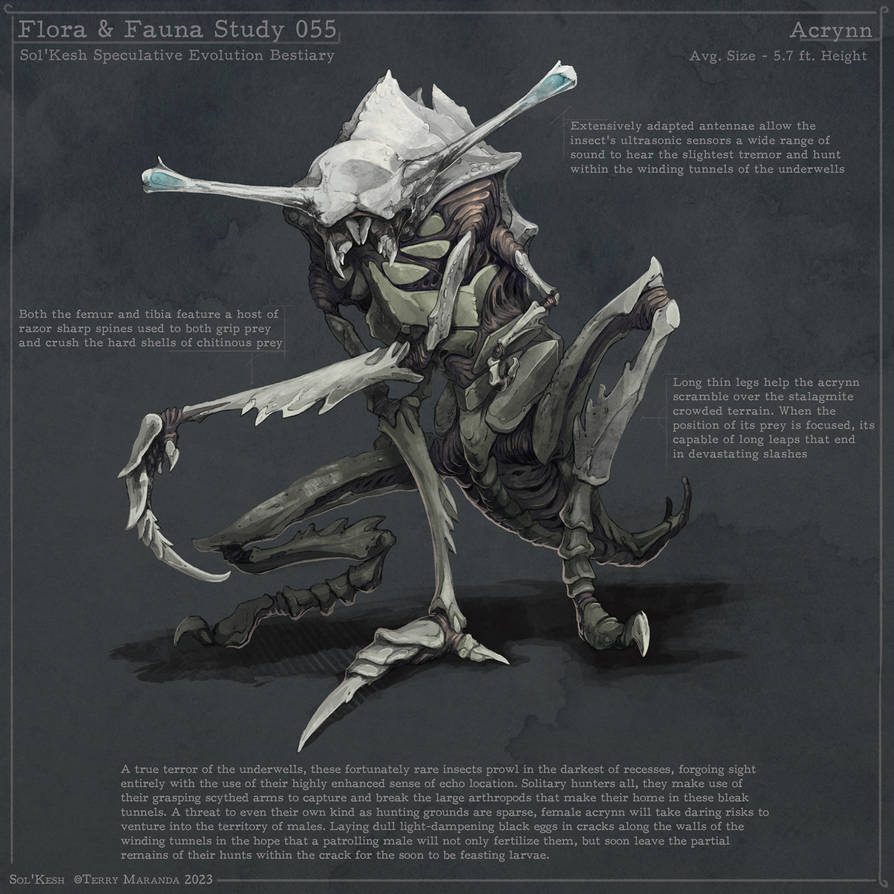 Flora & Fauna Study 055
Acrynn
Sol'Kesh Speculative Evolution Bestiary
Avg. Size - 5.7 ft. Height
Extensively adapted antennae allow the
insect's ultrasonic sensors a wide range of
sound to hear the slightest tremor and hunt
within the winding tunnels of the underwells
Both the femur and tibia feature a host of
razor sharp spines used to both grip prey
and crush the hard shells of chitinous prey
Long thin legs help the acrynn
scramble over the stalagmite
crowded terrain. When the
position of its prey is focused, its
capable of long leaps that end
in devastating slashes
A true terror of the underwells, these fortunately rare insects prowl in the darkest of recesses, forgoing sight
entirely with the use of their highly enhanced sense of echo location. Solitary hunters all, they make use of
their grasping scythed arms to capture and break the large arthropods that make their home in these bleak
tunnels. A threat to even their own kind as hunting grounds are sparse, female acrynn will take daring risks to
venture into the territory of males. Laying dull light-dampening black eggs in cracks along the walls of the
winding tunnels in the hope that a patrolling male will not only fertilize them, but soon leave the partial
remains of their hunts within the crack for the soon to be feasting larvae.
Sol'Kesh ©Terry Maranda 2023